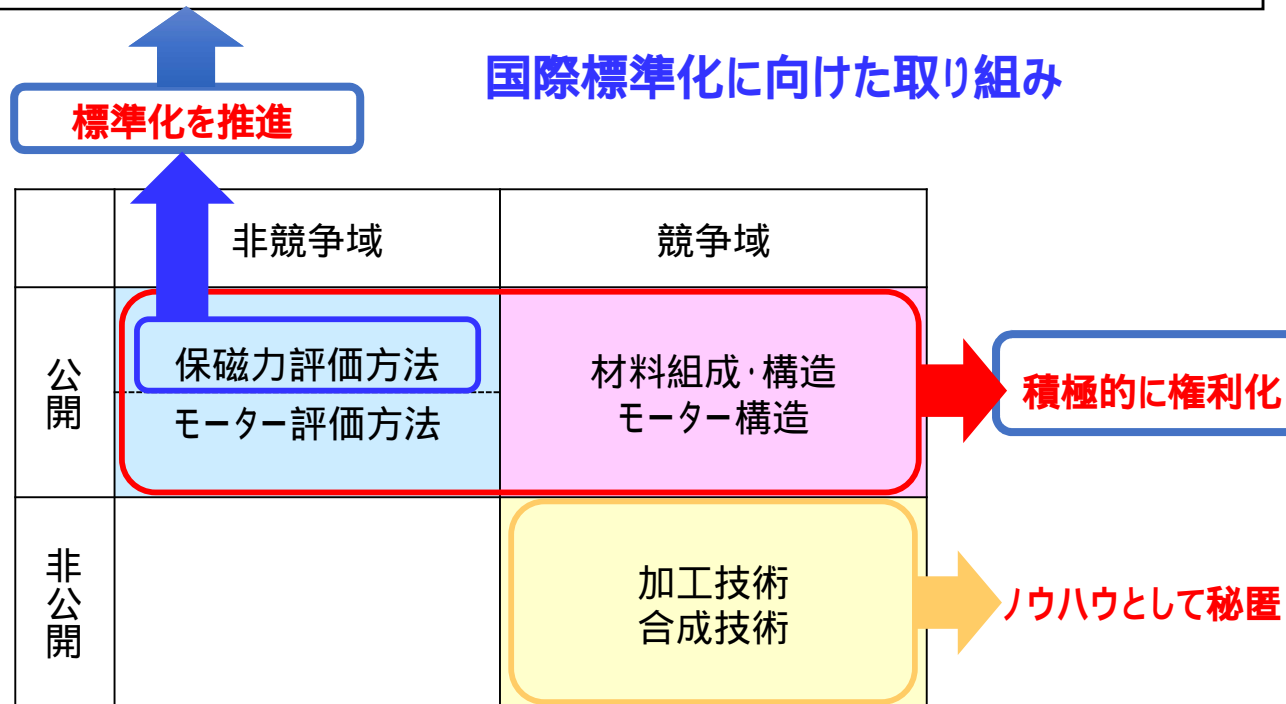 国際標準化に向けた取り組み
標準化を推進
非競争域
競争域
公開
保磁力評価方法
モーター評価方法
材料組成・構造
モーター構造
積極的に権利化
非公開
加工技術
合成技術
ノウハウとして秘匿